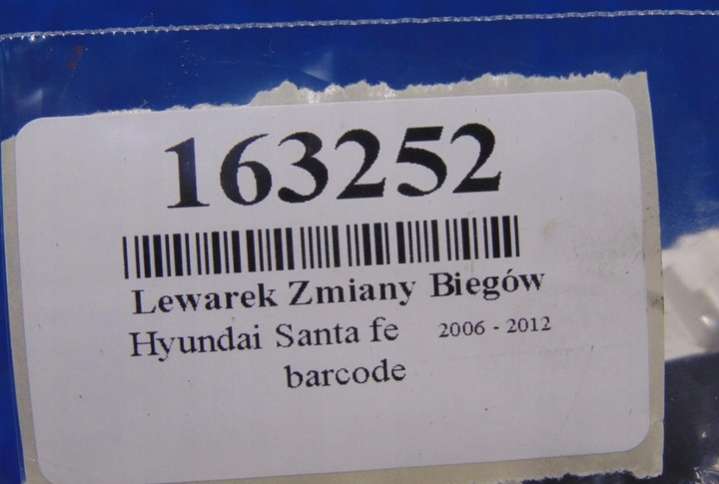 163252
Lewarek Zmiany Biegów
Hyundai Santa fe 2006 - 2012
barcode